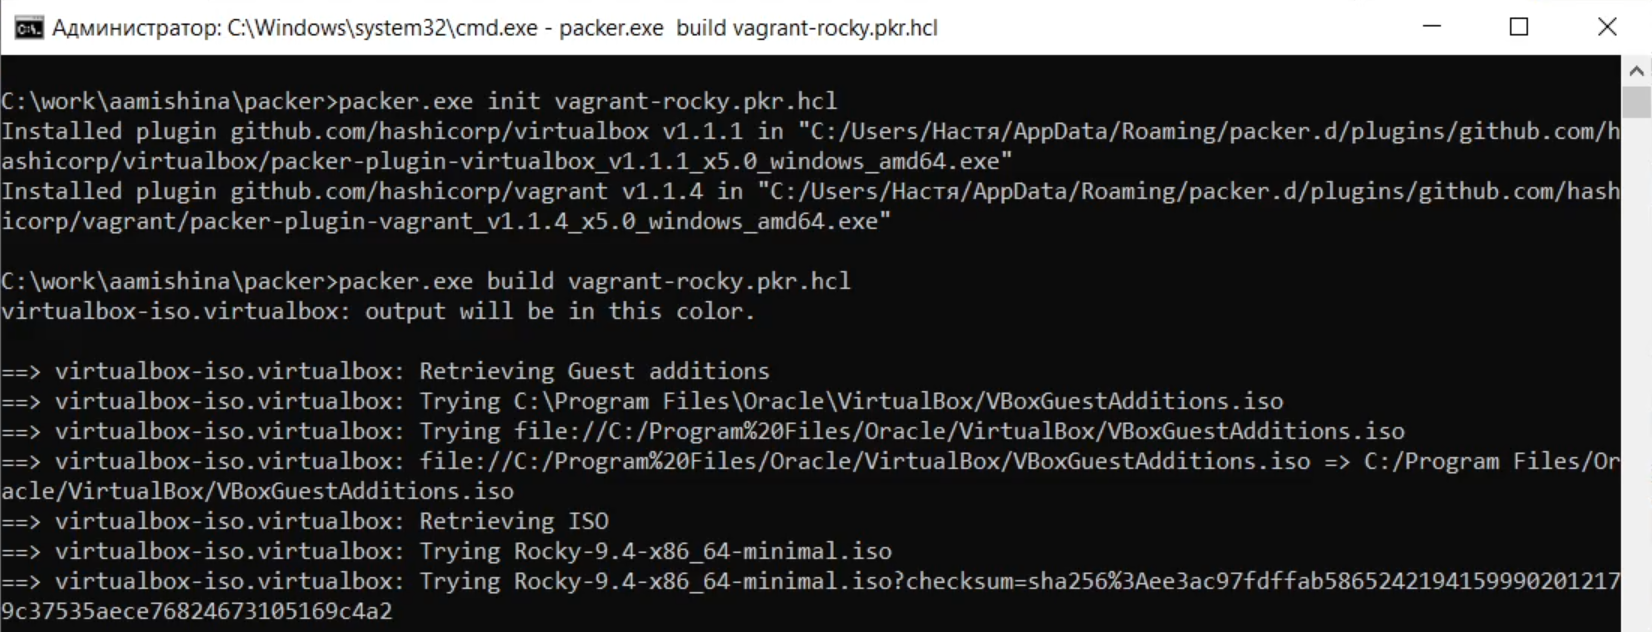 Администратор: C:\Windows\system32\cmd.exe - packer.exe  build vagrant-rocky.pkr.hcl
C:\work\aamishina\packer>packer.exe init vagrant-rocky.pkr.hcl
Installed plugin github.com/hashicorp/virtualbox v1.1.1 in "C:/Users/Настя/AppData/Roaming/packer.d/plugins/github.com/h
ashicorp/virtualbox/packer-plugin-virtualbox_v1.1.1_x5.0_windows_amd64.exe"
Installed plugin github.com/hashicorp/vagrant v1.1.4 in "C:/Users/Настя/AppData/Roaming/packer.d/plugins/github.com/hash
icorp/vagrant/packer-plugin-vagrant_v1.1.4_x5.0_windows_amd64.exe"
C:\work\aamishina\packer>packer.exe build vagrant-rocky.pkr.hcl
virtualbox-iso.virtualbox: output will be in this color.
==> virtualbox-iso.virtualbox: Retrieving Guest additions
==> virtualbox-iso.virtualbox: Trying C:\Program Files\Oracle\VirtualBox/VBoxGuestAdditions.iso
==> virtualbox-iso.virtualbox: Trying file://C:/Program%20Files/Oracle/VirtualBox/VBoxGuestAdditions.iso
==> virtualbox-iso.virtualbox: file://C:/Program%20Files/Oracle/VirtualBox/VBoxGuestAdditions.iso => C:/Program Files/Or
acle/VirtualBox/VBoxGuestAdditions.iso
==> virtualbox-iso.virtualbox: Retrieving ISO
==> virtualbox-iso.virtualbox: Trying Rocky-9.4-x86_64-minimal.iso
==> virtualbox-iso.virtualbox: Trying Rocky-9.4-x86_64-minimal.iso?checksum=sha256%3Aee3ac97fdffab58652421941599902012179
9c37535aece76824673105169c4a2